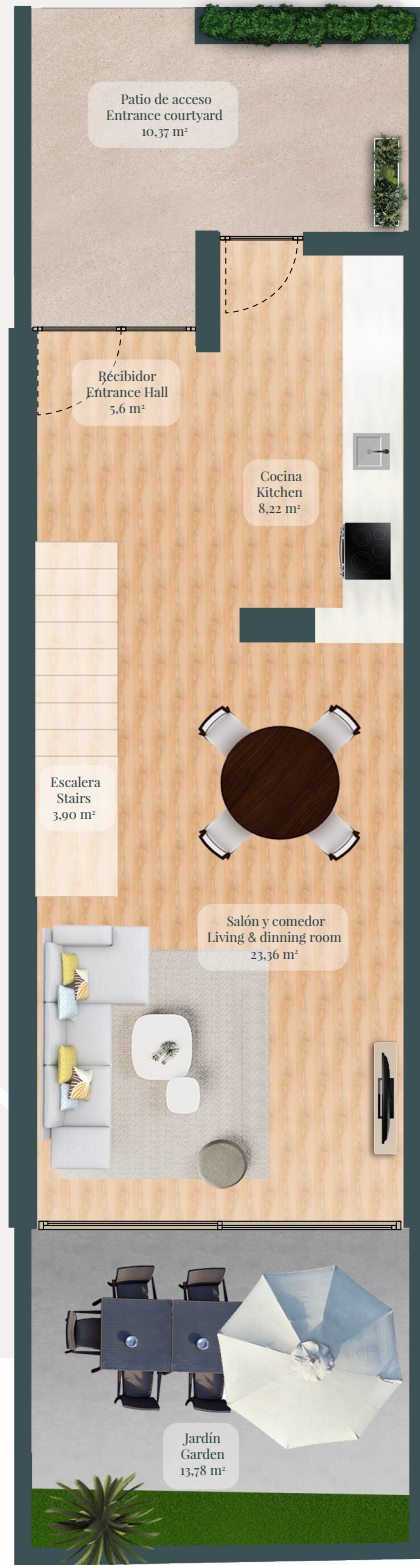 Patio de acceso
Entrance courtyard
10,37 m²
Recibidor
Entrance Hall
5,6 m²
Cocina
Kitchen
8,22 m²
Escalera
Stairs
3,90 m²
Salón y comedor
Living & dinning room
23,36 m²
Jardín
Garden
13,78 m²